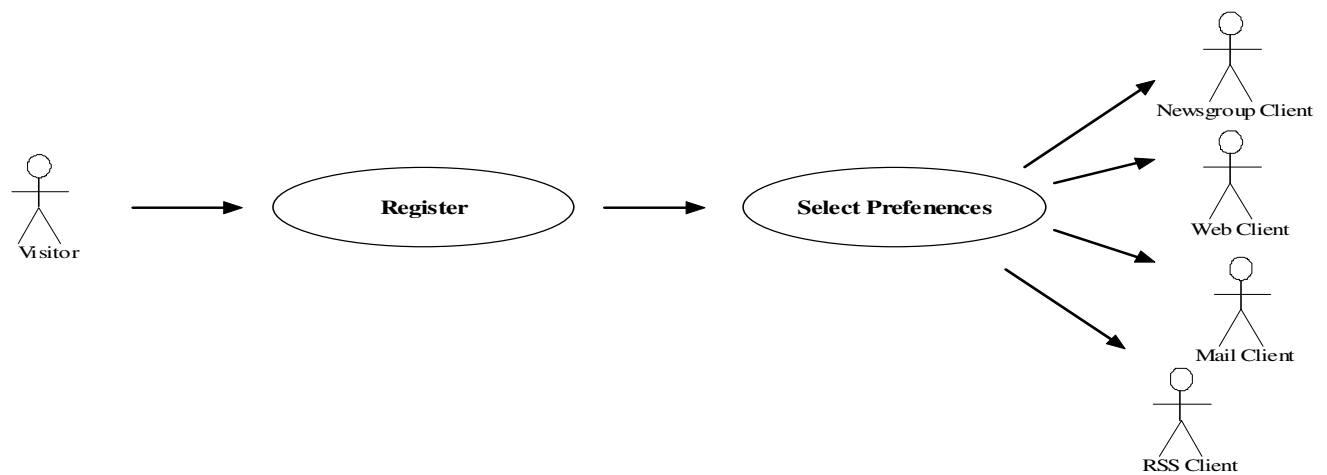 Newsgroup Client
Register
Select Prefenences
Web Client
Visitor
Mail Client
RSS Client